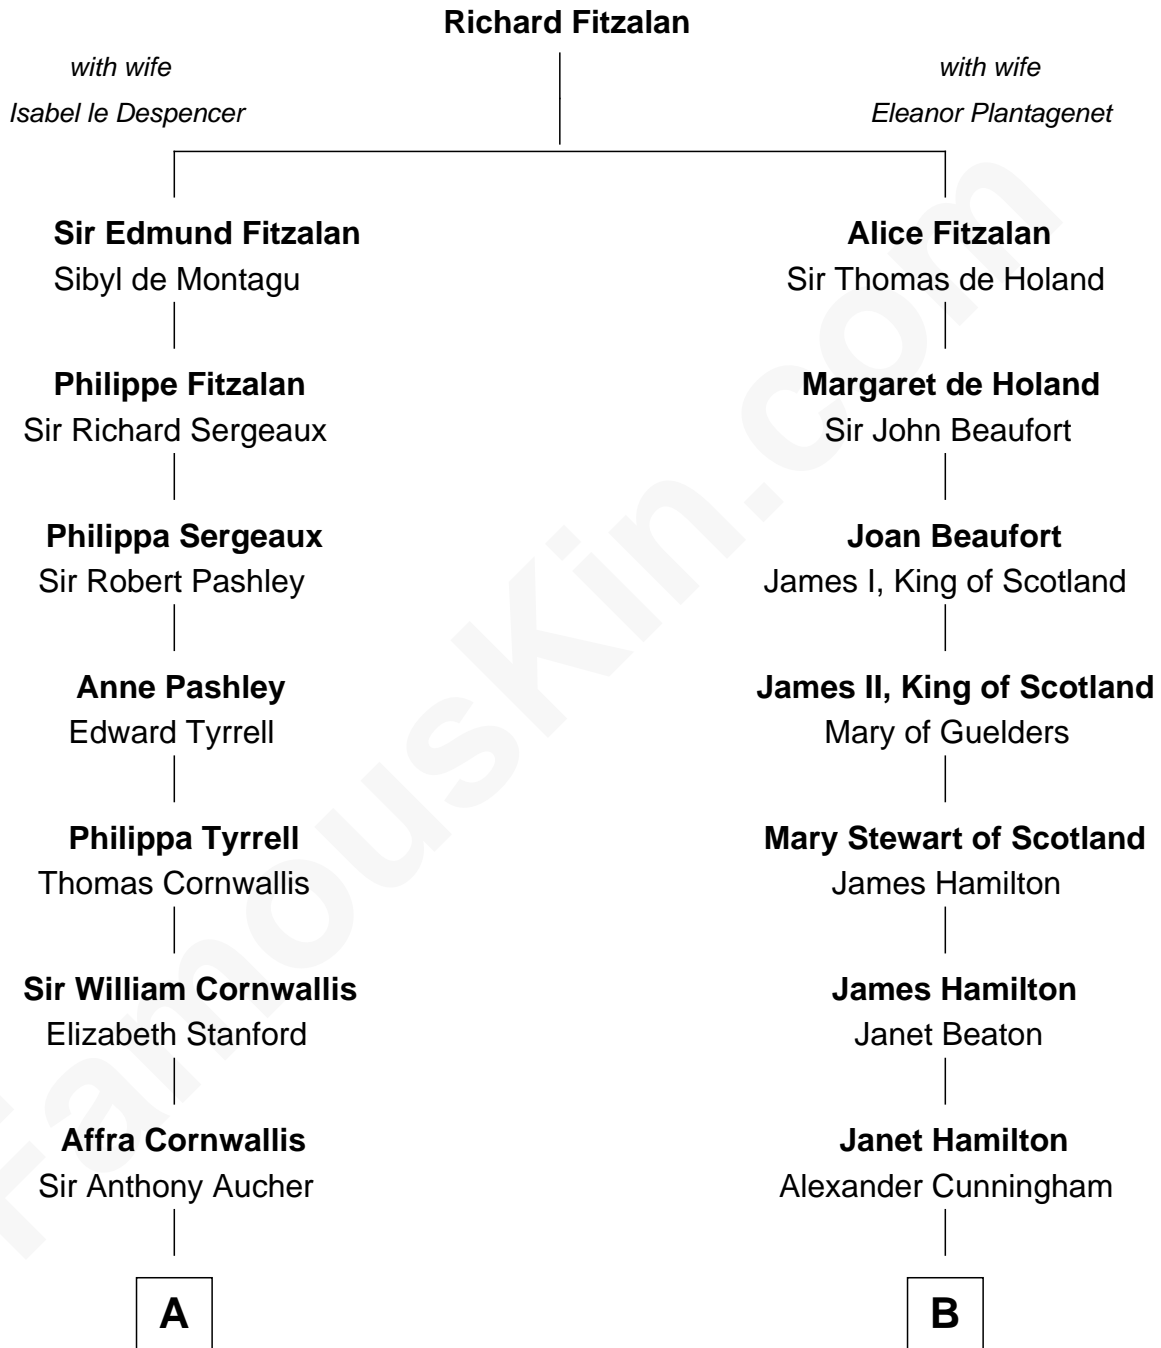 Richard Fitzalan
with wife
Isabel le Despencer
with wife
Eleanor Plantagenet
Sir Edmund Fitzalan
Sibyl de Montagu
Alice Fitzalan
Sir Thomas de Holand
Philippe Fitzalan
Sir Richard Sergeaux
Margaret de Holand
Sir John Beaufort
Philippa Sergeaux
Sir Robert Pashley
Joan Beaufort
James I, King of Scotland
Anne Pashley
Edward Tyrrell
James II, King of Scotland
Mary of Guelders
Philippa Tyrrell
Thomas Cornwallis
Mary Stewart of Scotland
James Hamilton
Sir William Cornwallis
Elizabeth Stanford
James Hamilton
Janet Beaton
Affra Cornwallis
Sir Anthony Aucher
Janet Hamilton
Alexander Cunningham
A
B
FamousKin.com